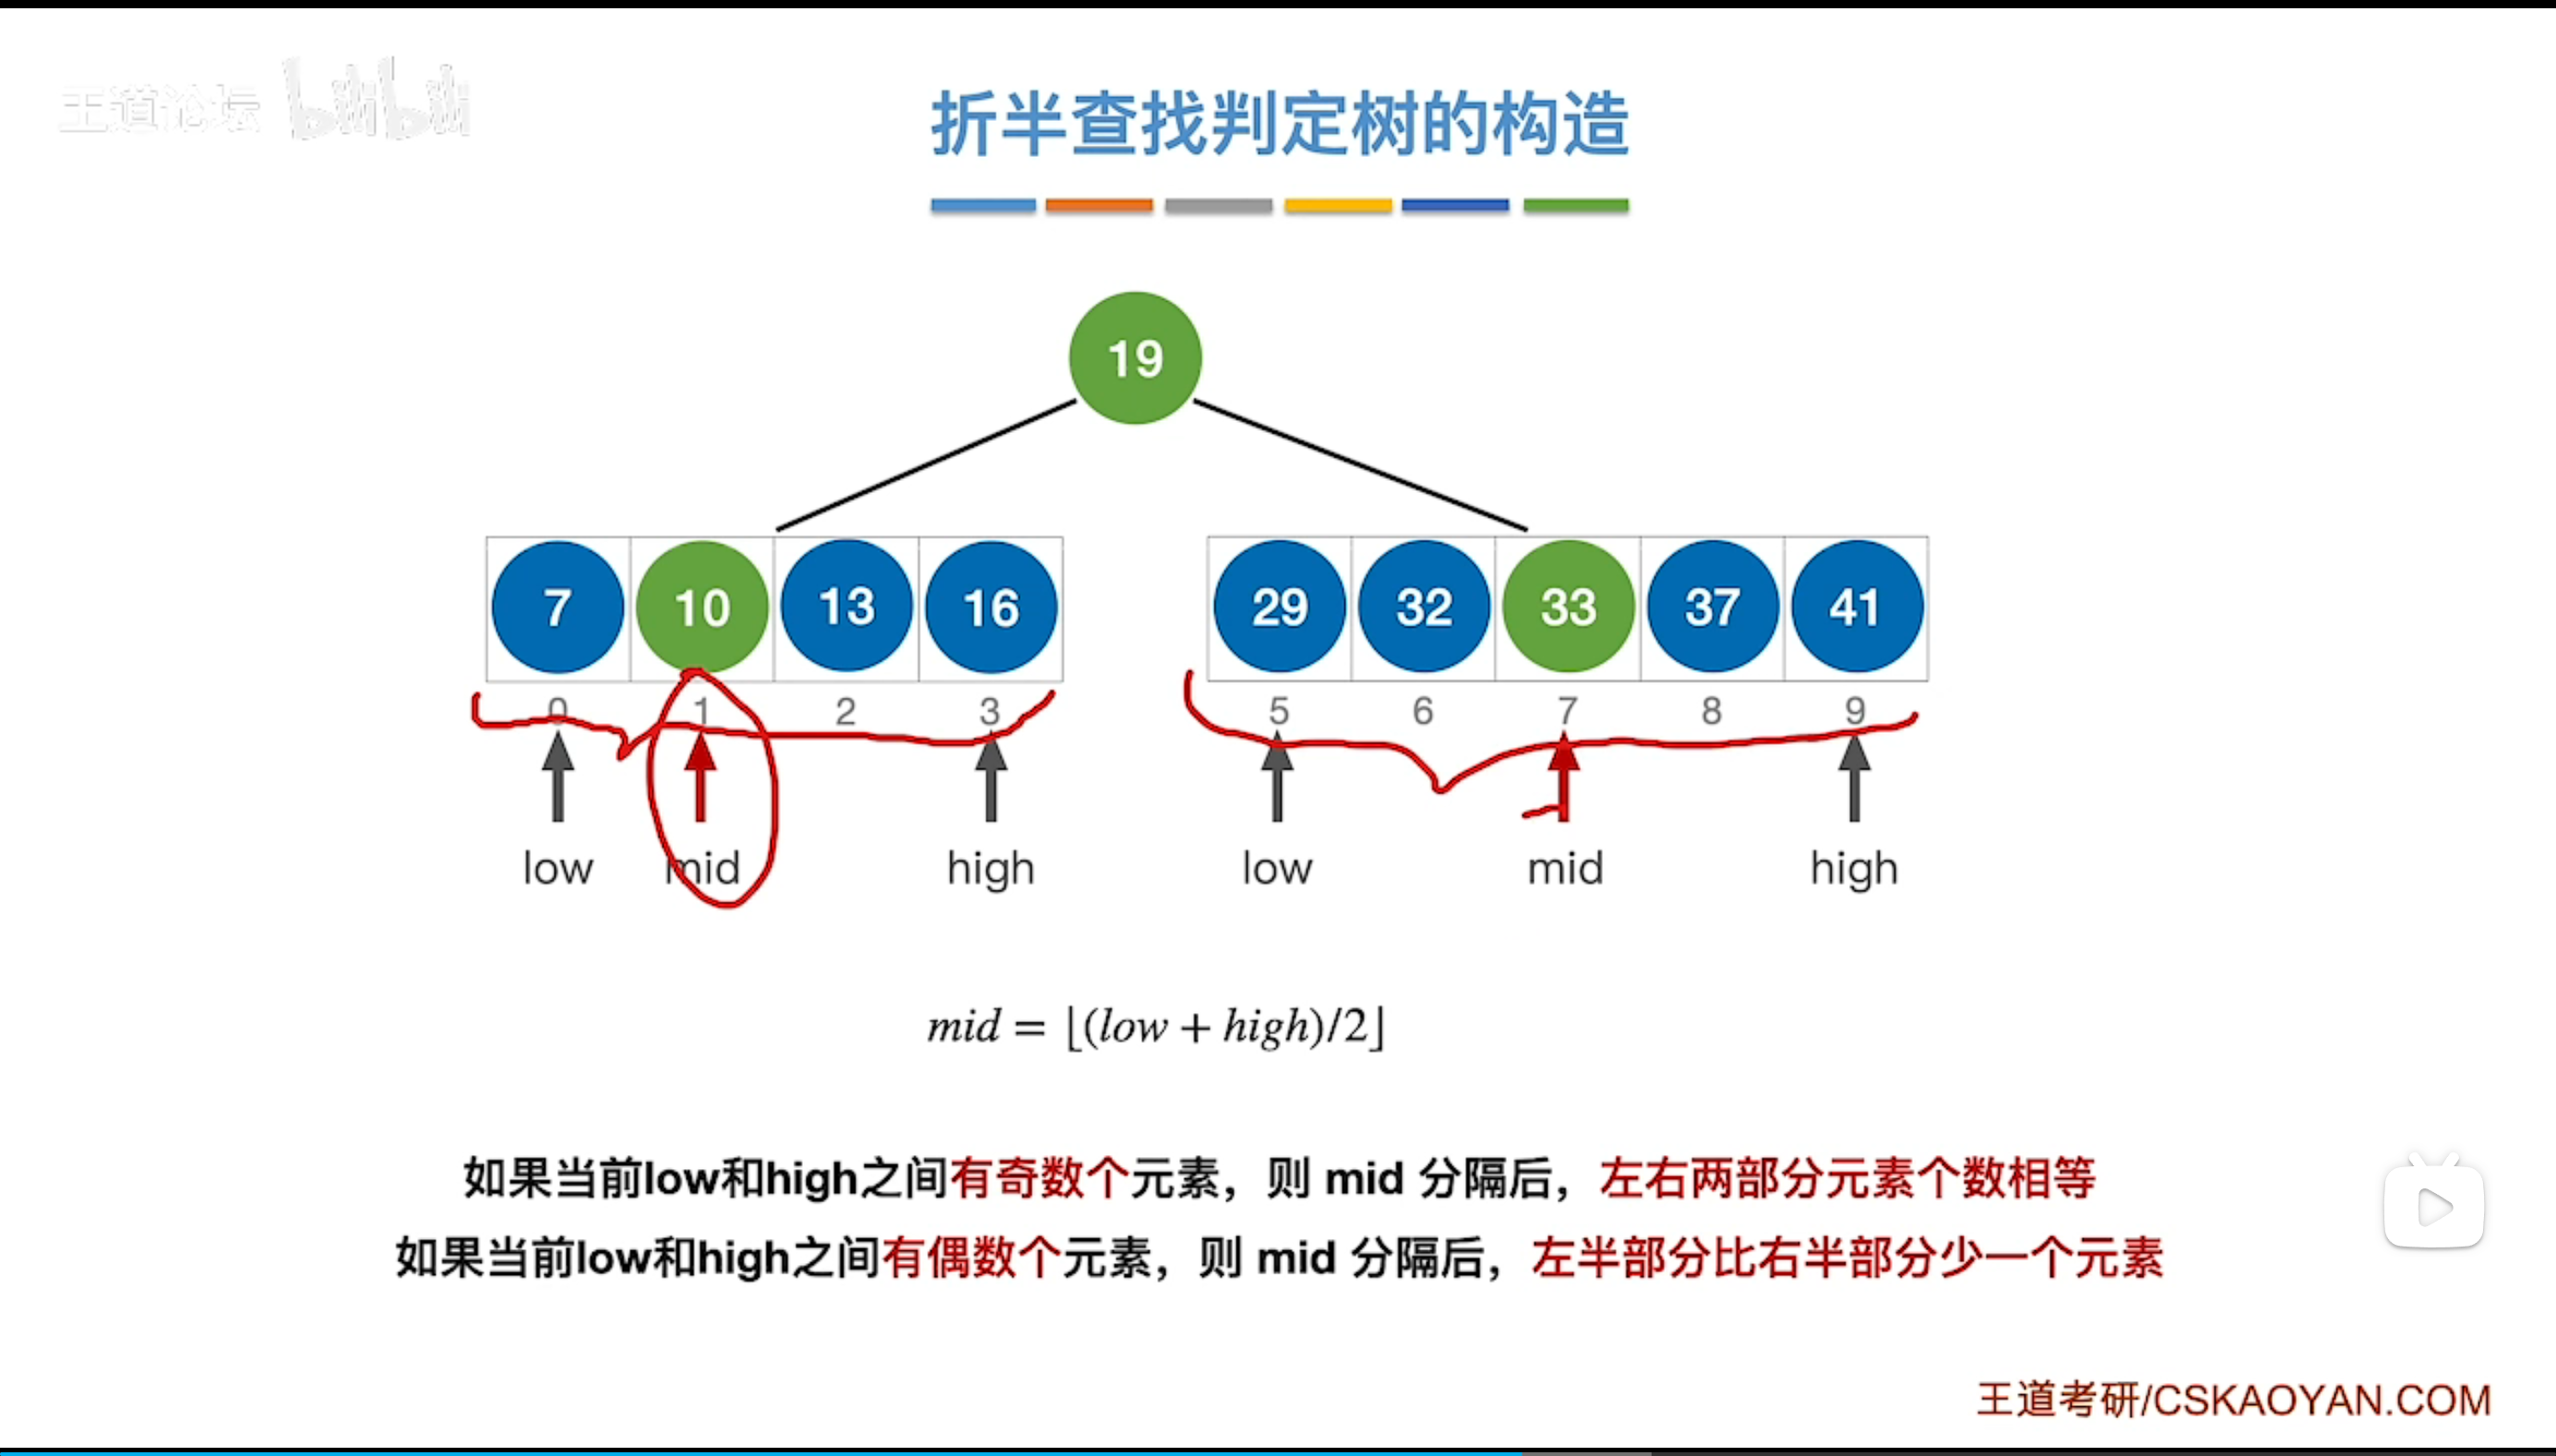 王道论坛 bilibili
折半查找判定树的构造
19
7 10 13 16 29 32 33 37 41
0 1 2 3 5 6 7 8 9
low mid high low mid high
mid = ⌊(low + high)/2⌋
如果当前low和high之间有奇数个元素，则 mid 分隔后，左右两部分元素个数相等
如果当前low和high之间有偶数个元素，则 mid 分隔后，左半部分比右半部分少一个元素
王道考研/CSKAOYAN.COM